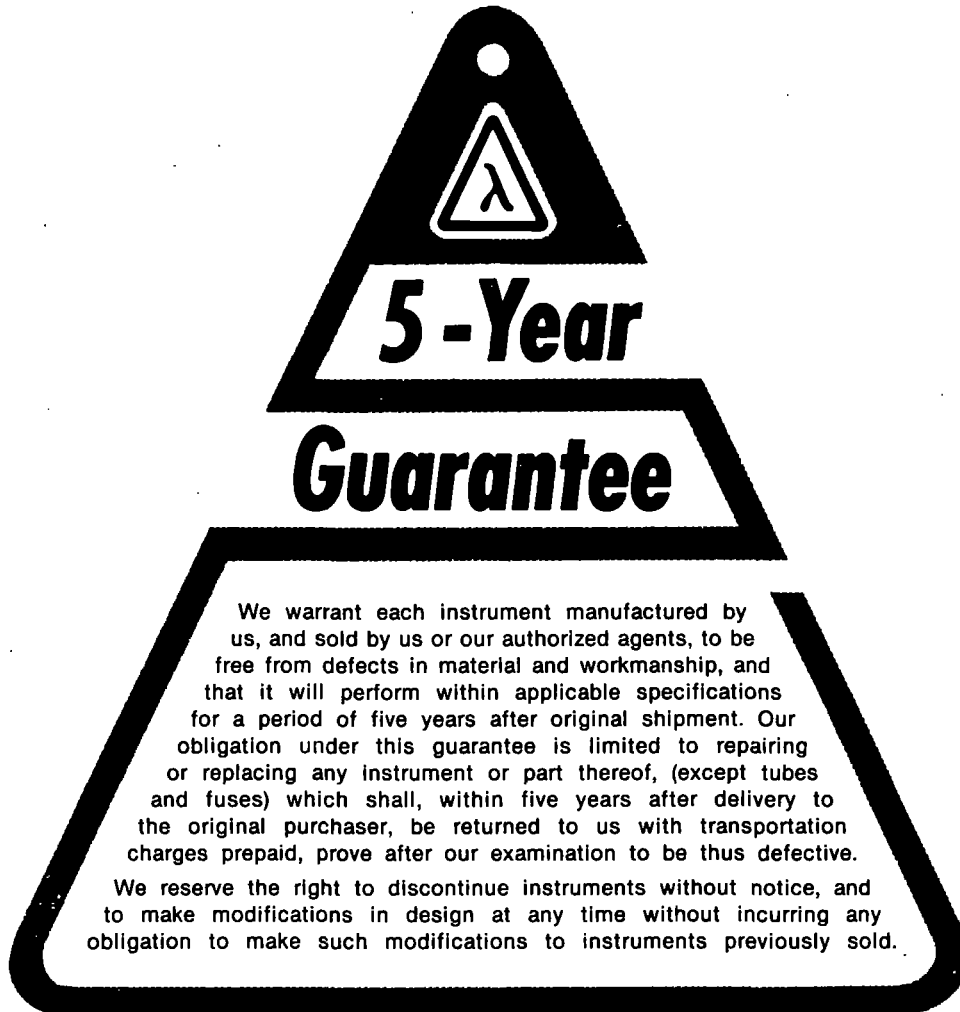 λ
5-Year
Guarantee
We warrant each instrument manufactured by
us, and sold by us or our authorized agents, to be
free from defects in material and workmanship, and
that it will perform within applicable specifications
for a period of five years after original shipment. Our
obligation under this guarantee is limited to repairing
or replacing any instrument or part thereof, (except tubes
and fuses) which shall, within five years after delivery to
the original purchaser, be returned to us with transportation
charges prepaid, prove after our examination to be thus defective.
We reserve the right to discontinue instruments without notice, and
to make modifications in design at any time without incurring any
obligation to make such modifications to instruments previously sold.